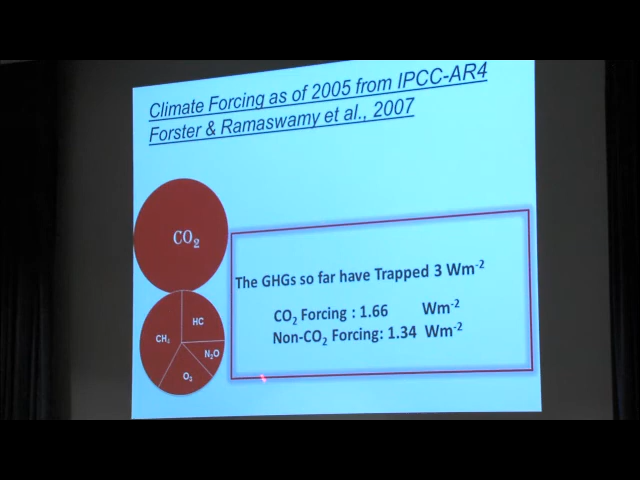 Climate Forcing as of 2005 from IPCC-AR4
Forster & Ramaswamy et al., 2007
CO₂
The GHGs so far have Trapped 3 Wm⁻²
CO₂ Forcing : 1.66 Wm⁻²
Non-CO₂ Forcing: 1.34 Wm⁻²
HC
CH₄
N₂O
O₃